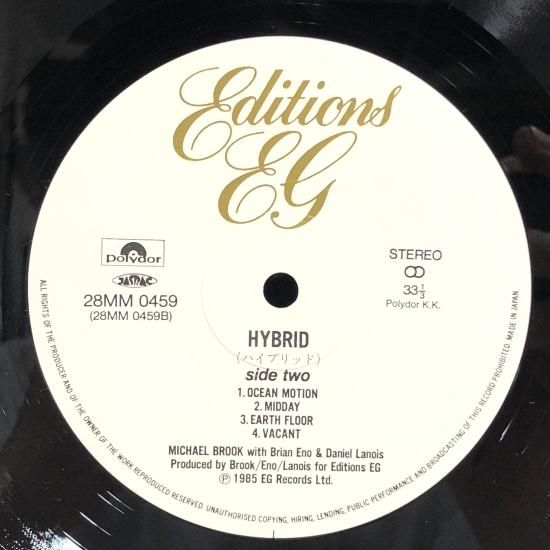 Editions
EG
polydor
JASRAC
28MM 0459
(28MM 0459B)
STEREO
33 1/3
Polydor K.K.
HYBRID
(ハイブリッド)
side two
1. OCEAN MOTION
2. MIDDAY
3. EARTH FLOOR
4. VACANT
MICHAEL BROOK with Brian Eno & Daniel Lanois
Produced by Brook/Eno/Lanois for Editions EG
Ⓟ 1985 EG Records Ltd.
ALL RIGHTS OF THE PRODUCER AND OF THE OWNER OF THE WORK REPRODUCED RESERVED. UNAUTHORISED COPYING, HIRING, LENDING, PUBLIC PERFORMANCE AND BROADCASTING OF THIS RECORD PROHIBITED. MADE IN JAPAN.